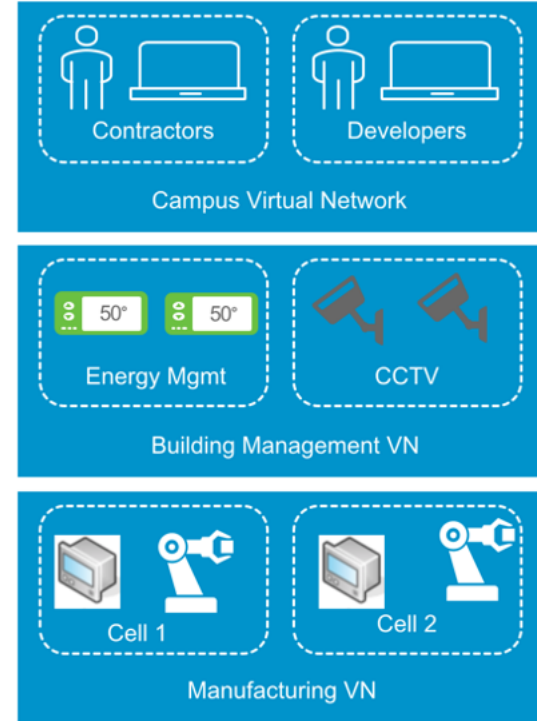 Contractors
Developers
Campus Virtual Network
50°
50°
Energy Mgmt
CCTV
Building Management VN
Cell 1
Cell 2
Manufacturing VN